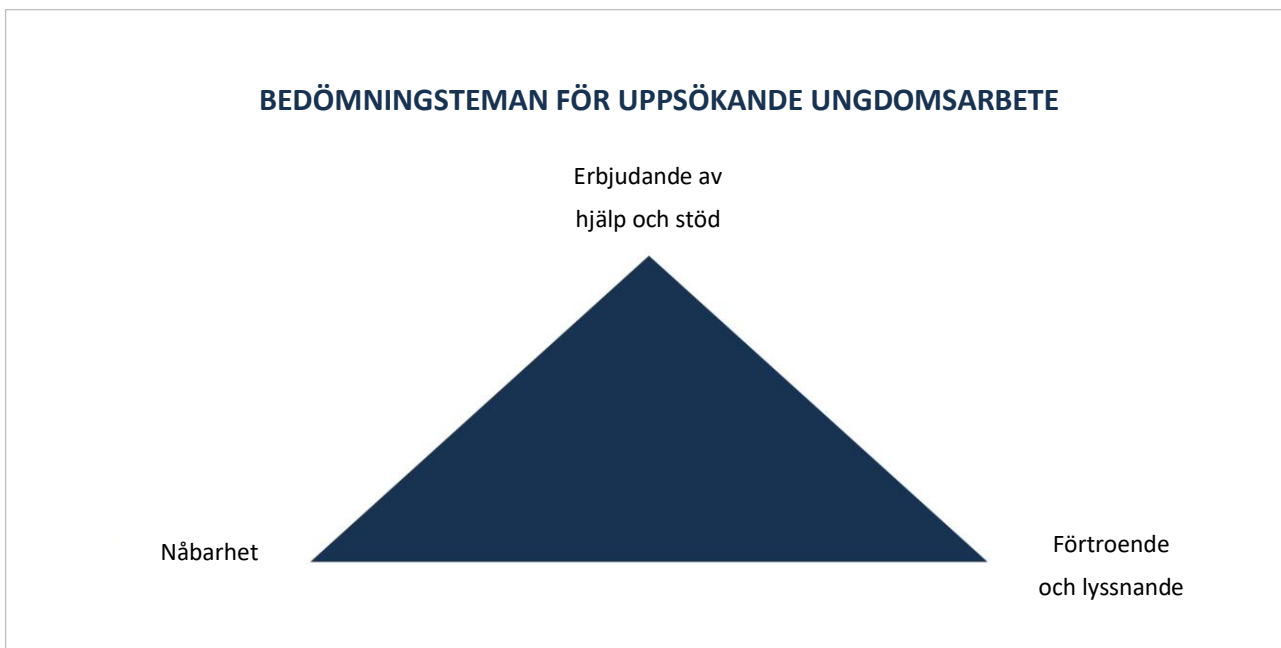 BEDÖMNINGSTEMAN FÖR UPPSÖKANDE UNGDOMSARBETE
Erbjudande av
hjälp och stöd
Nåbarhet
Förtroende
och lyssnande